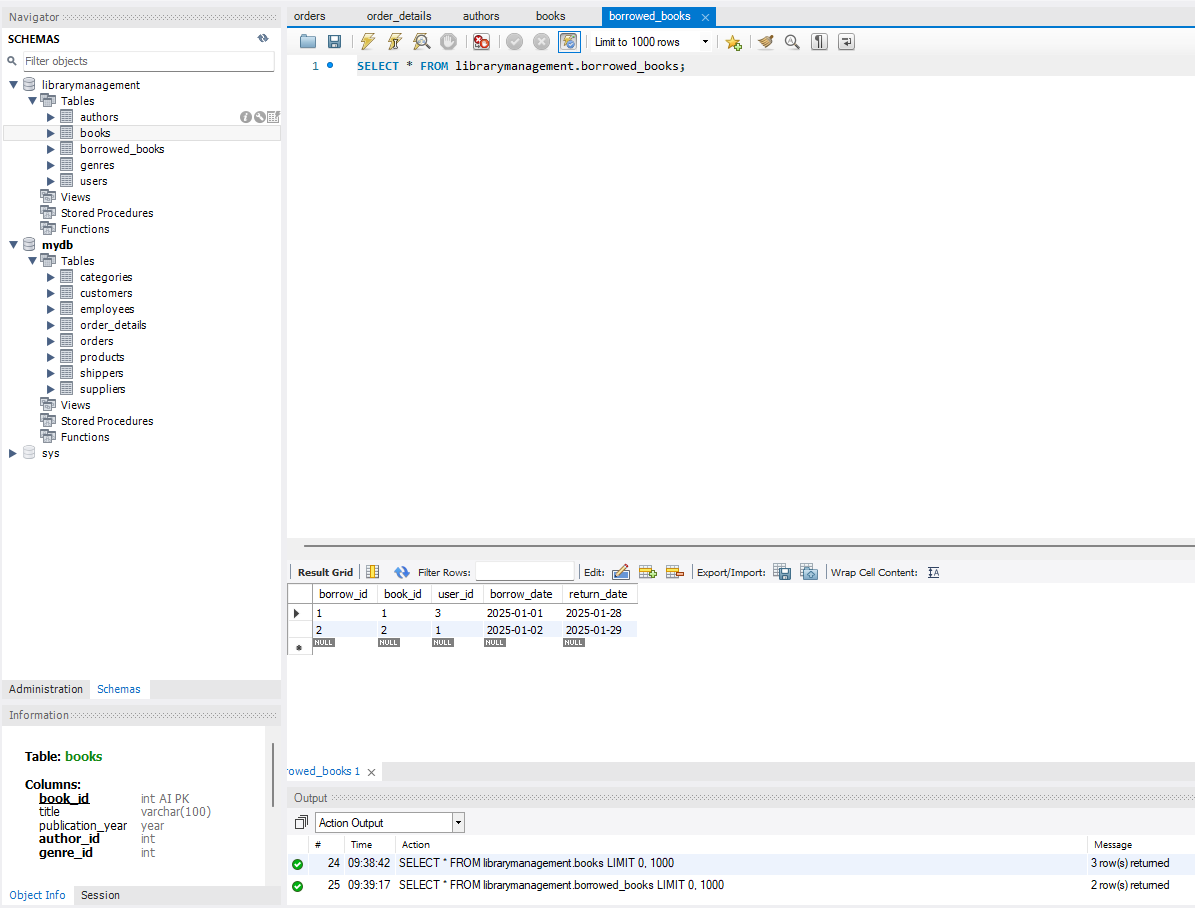 Navigator
SCHEMAS
Filter objects
librarymanagement
Tables
authors
books
borrowed_books
genres
users
Views
Stored Procedures
Functions
mydb
Tables
categories
customers
employees
order_details
orders
products
shippers
suppliers
Views
Stored Procedures
Functions
sys
Administration Schemas
Information
Table: books
Columns:
book_id int AI PK
title varchar(100)
publication_year year
author_id int
genre_id int
Object Info Session
orders order_details authors books borrowed_books
Limit to 1000 rows
1 SELECT * FROM librarymanagement.borrowed_books;
Result Grid Filter Rows: Edit: Export/Import: Wrap Cell Content: IA
borrow_id book_id user_id borrow_date return_date
1 1 3 2025-01-01 2025-01-28
2 2 1 2025-01-02 2025-01-29
NULL NULL NULL NULL NULL
rowed_books 1
Output
Action Output
# Time Action Message
24 09:38:42 SELECT * FROM librarymanagement.books LIMIT 0, 1000 3 row(s) returned
25 09:39:17 SELECT * FROM librarymanagement.borrowed_books LIMIT 0, 1000 2 row(s) returned